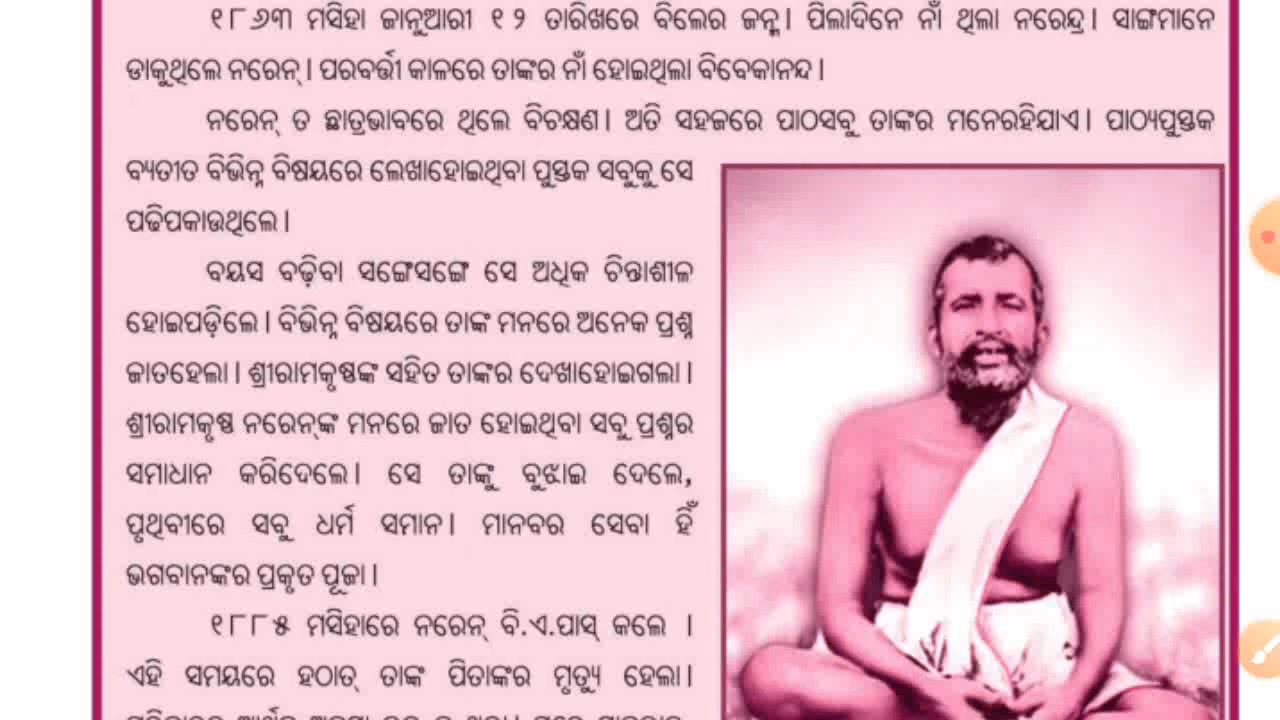 ୧୮୬୩ ମସିହା ଜାନୁଆରୀ ୧୨ ତାରିଖରେ ବିଲେର ଜନ୍ମ। ପିଲାଦିନେ ନାଁ ଥିଲା ନରେନ୍ଦ୍ର। ସାଙ୍ଗମାନେ
ଡାକୁଥିଲେ ନରେନ୍। ପରବର୍ତ୍ତୀ କାଳରେ ତାଙ୍କର ନାଁ ହୋଇଥିଲା ବିବେକାନନ୍ଦ।
ନରେନ୍ ତ ଛାତ୍ରଭାବରେ ଥିଲେ ବିଚକ୍ଷଣ। ଅତି ସହଜରେ ପାଠସବୁ ତାଙ୍କର ମନେରହିଯାଏ। ପାଠ୍ୟପୁସ୍ତକ
ବ୍ୟତୀତ ବିଭିନ୍ନ ବିଷୟରେ ଲେଖାହୋଇଥିବା ପୁସ୍ତକ ସବୁକୁ ସେ
ପଢିପକାଉଥିଲେ।
ବୟସ ବଢ଼ିବା ସଙ୍ଗେସଙ୍ଗେ ସେ ଅଧିକ ଚିନ୍ତାଶୀଳ
ହୋଇପଡ଼ିଲେ। ବିଭିନ୍ନ ବିଷୟରେ ତାଙ୍କ ମନରେ ଅନେକ ପ୍ରଶ୍ନ
ଜାତହେଲା। ଶ୍ରୀରାମକୃଷ୍ଣଙ୍କ ସହିତ ତାଙ୍କର ଦେଖାହୋଇଗଲା।
ଶ୍ରୀରାମକୃଷ୍ଣ ନରେନ୍‌ଙ୍କ ମନରେ ଜାତ ହୋଇଥିବା ସବୁ ପ୍ରଶ୍ନର
ସମାଧାନ କରିଦେଲେ। ସେ ତାଙ୍କୁ ବୁଝାଇ ଦେଲେ,
ପୃଥିବୀରେ ସବୁ ଧର୍ମ ସମାନ। ମାନବର ସେବା ହିଁ
ଭଗବାନଙ୍କର ପ୍ରକୃତ ପୂଜା।
୧୮୮୫ ମସିହାରେ ନରେନ୍ ବି.ଏ.ପାସ୍ କଲେ ।
ଏହି ସମୟରେ ହଠାତ୍ ତାଙ୍କ ପିତାଙ୍କର ମୃତ୍ୟୁ ହେଲା।